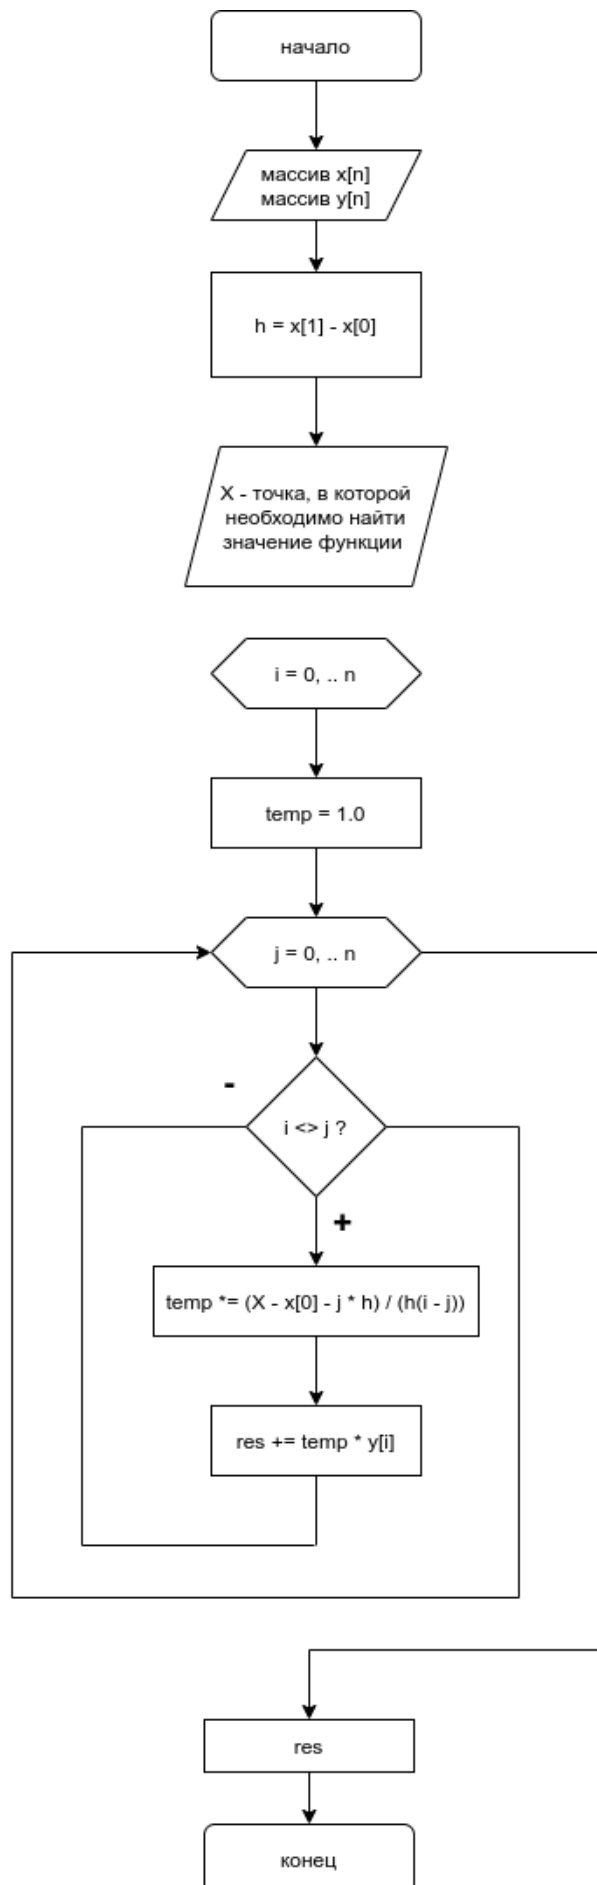 начало
массив x[n]
массив y[n]
h = x[1] - x[0]
X - точка, в которой
необходимо найти
значение функции
i = 0, .. n
temp = 1.0
j = 0, .. n
-
i <> j ?
+
temp *= (X - x[0] - j * h) / (h(i - j))
res += temp * y[i]
res
конец